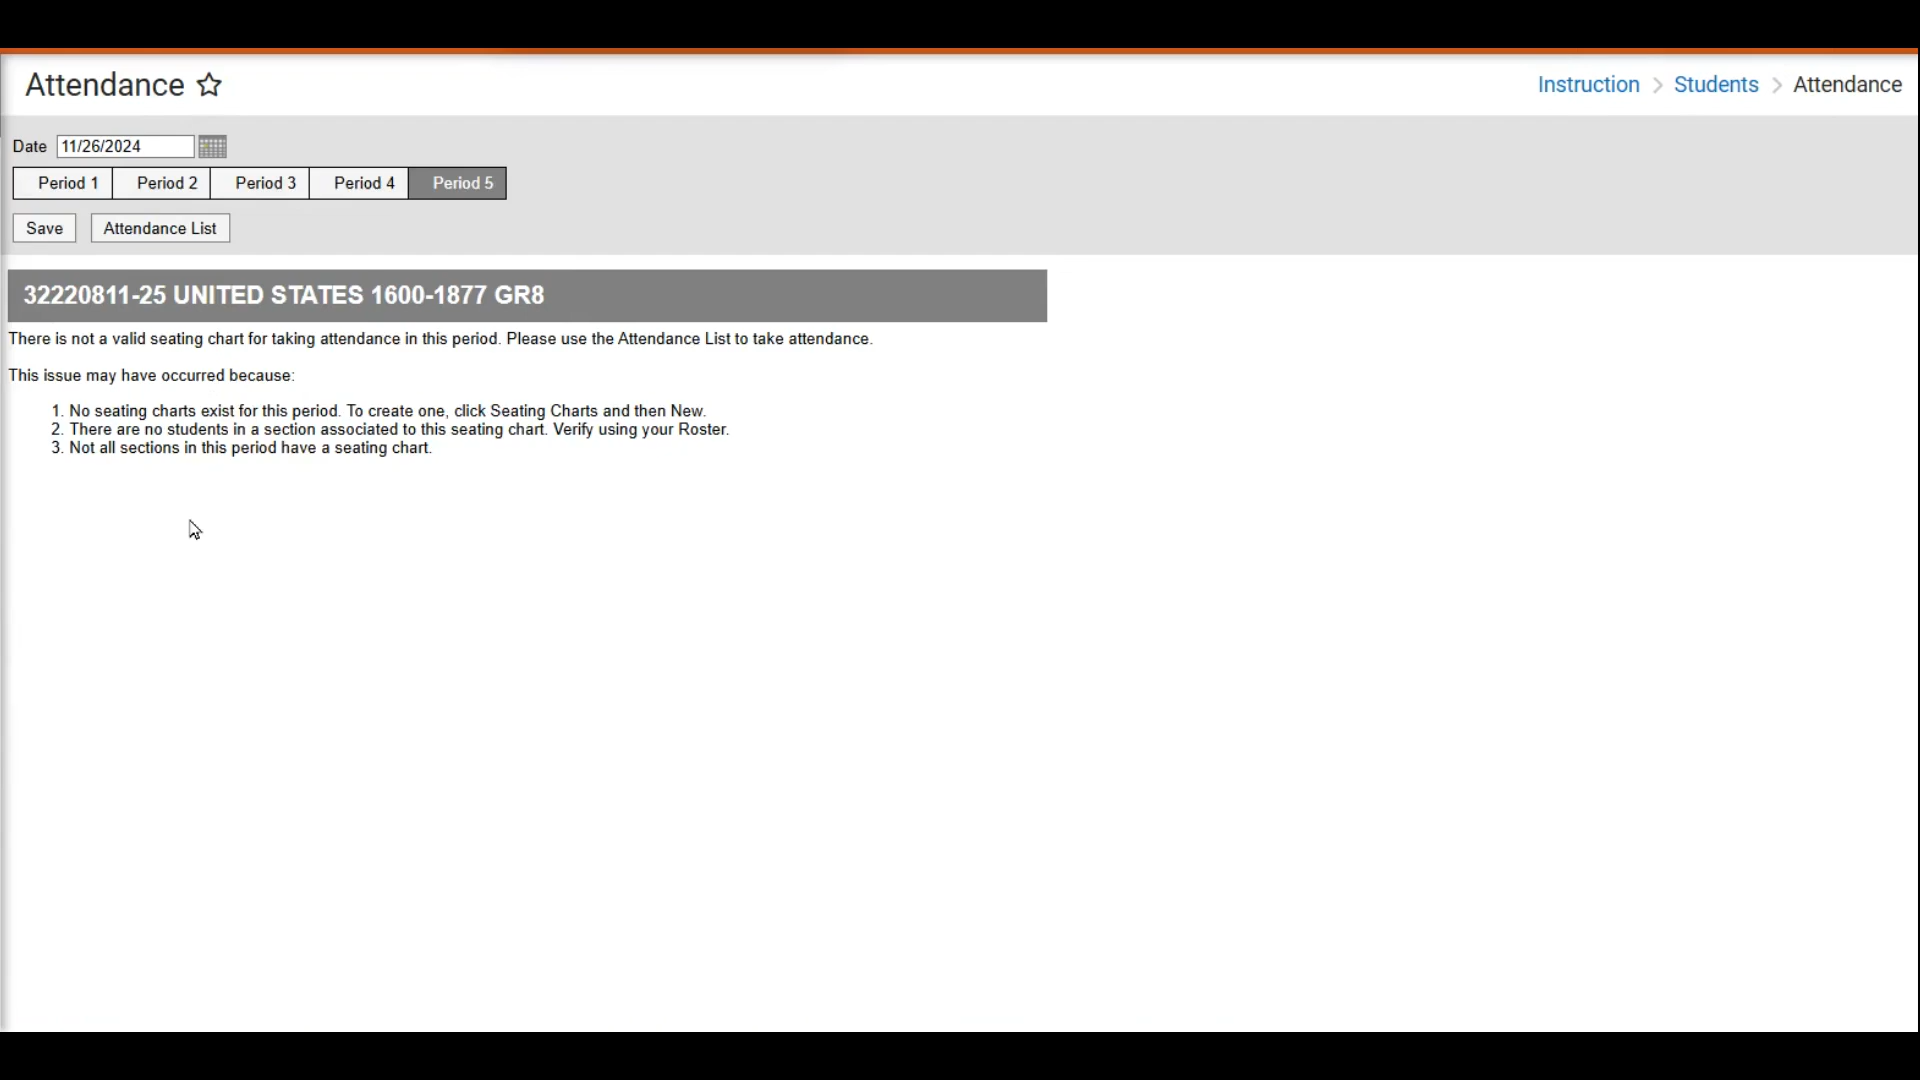 Attendance
Instruction > Students > Attendance
Date 11/26/2024
Period 1 Period 2 Period 3 Period 4 Period 5
Save Attendance List
32220811-25 UNITED STATES 1600-1877 GR8
There is not a valid seating chart for taking attendance in this period. Please use the Attendance List to take attendance.
This issue may have occurred because:
1. No seating charts exist for this period. To create one, click Seating Charts and then New.
2. There are no students in a section associated to this seating chart. Verify using your Roster.
3. Not all sections in this period have a seating chart.